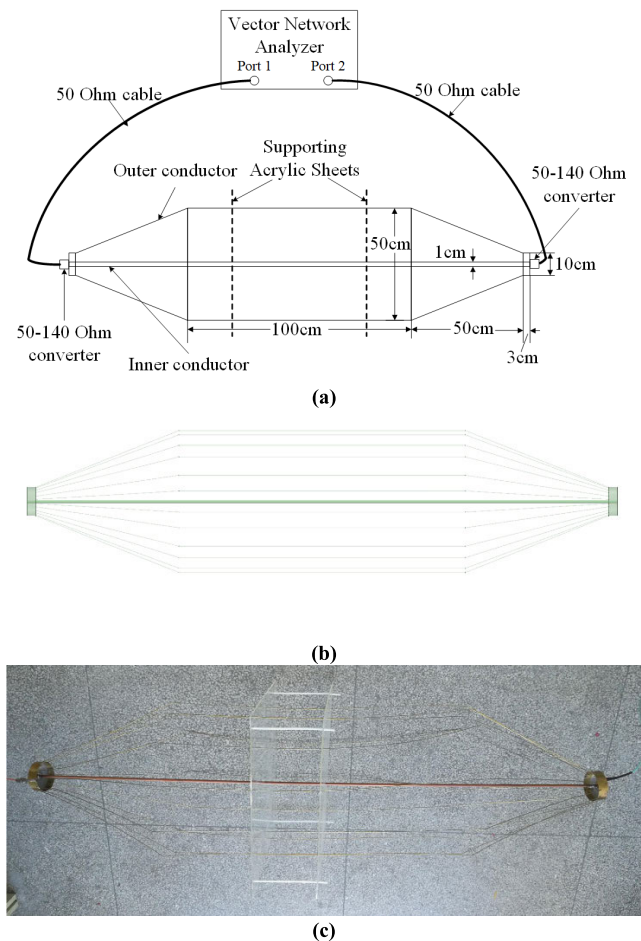 Vector Network
Analyzer
Port 1 Port 2
50 Ohm cable
50 Ohm cable
Supporting
Acrylic Sheets
Outer conductor
50-140 Ohm
converter
50cm
1cm
10cm
50-140 Ohm
converter
Inner conductor
100cm
50cm
3cm
(a)
(b)
(c)